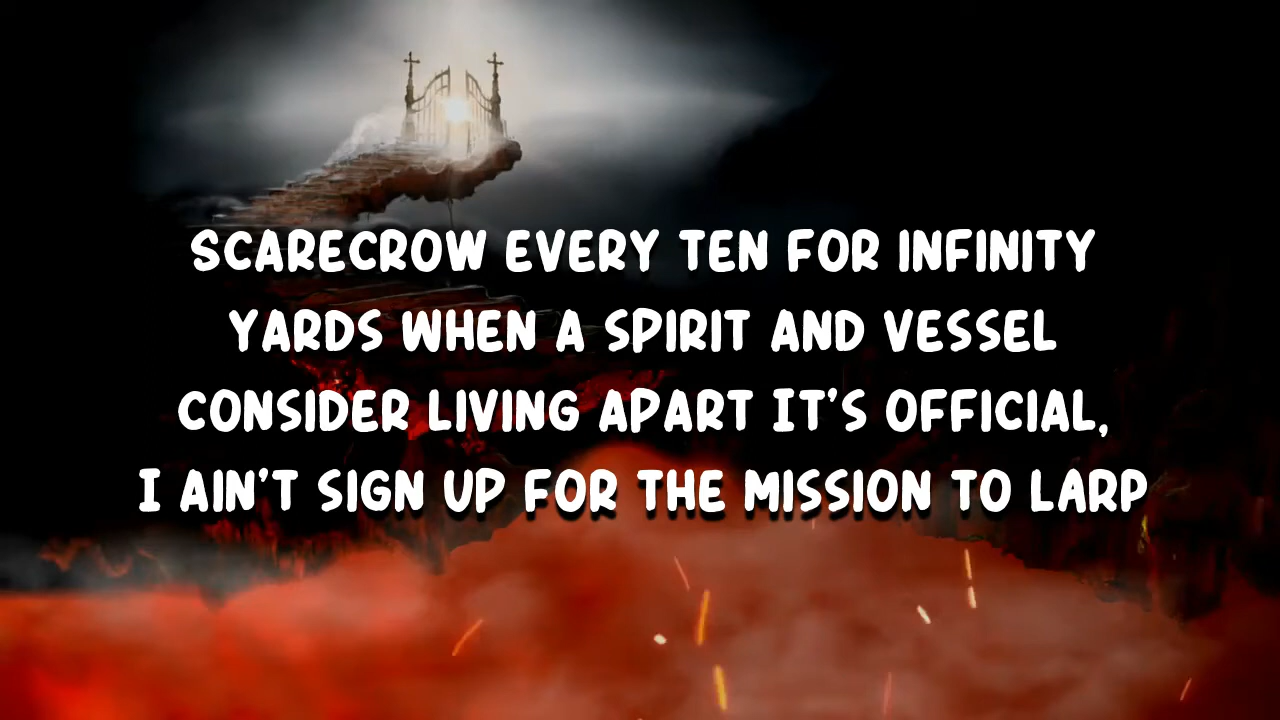 SCARECROW EVERY TEN FOR INFINITY
YARDS WHEN A SPIRIT AND VESSEL
CONSIDER LIVING APART IT'S OFFICIAL,
I AIN'T SIGN UP FOR THE MISSION TO LARP